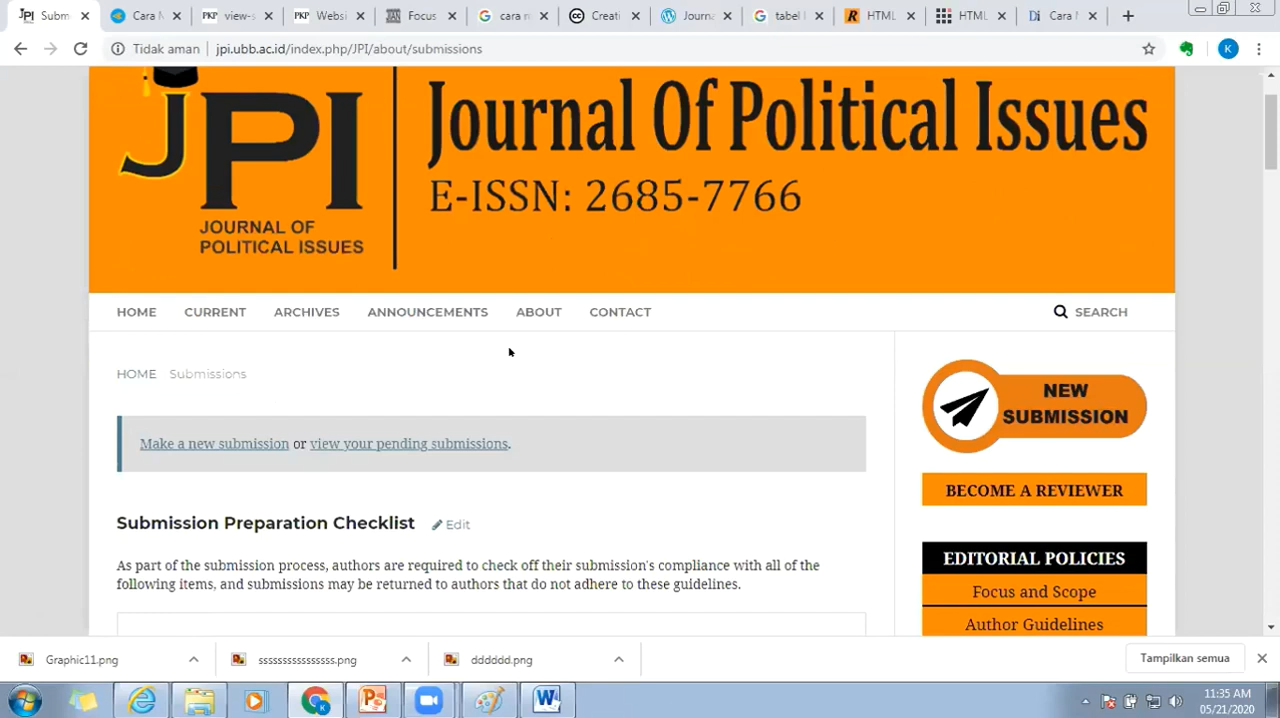 Subm
Cara M
PKP view-s
PKP Websi
Focus
cara m
Creati
Journa
tabel l
HTML
HTML
Cara M
Tidak aman
jpi.ubb.ac.id/index.php/JPI/about/submissions
K
JPI
JOURNAL OF
POLITICAL ISSUES
Journal Of Political Issues
E-ISSN: 2685-7766
HOME CURRENT ARCHIVES ANNOUNCEMENTS ABOUT CONTACT SEARCH
HOME Submissions
Make a new submission or view your pending submissions.
Submission Preparation Checklist Edit
As part of the submission process, authors are required to check off their submission's compliance with all of the
following items, and submissions may be returned to authors that do not adhere to these guidelines.
NEW
SUBMISSION
BECOME A REVIEWER
EDITORIAL POLICIES
Focus and Scope
Author Guidelines
Graphic11.png
ssssssssssssssss.png
dddddd.png
Tampilkan semua
11:35 AM
05/21/2020